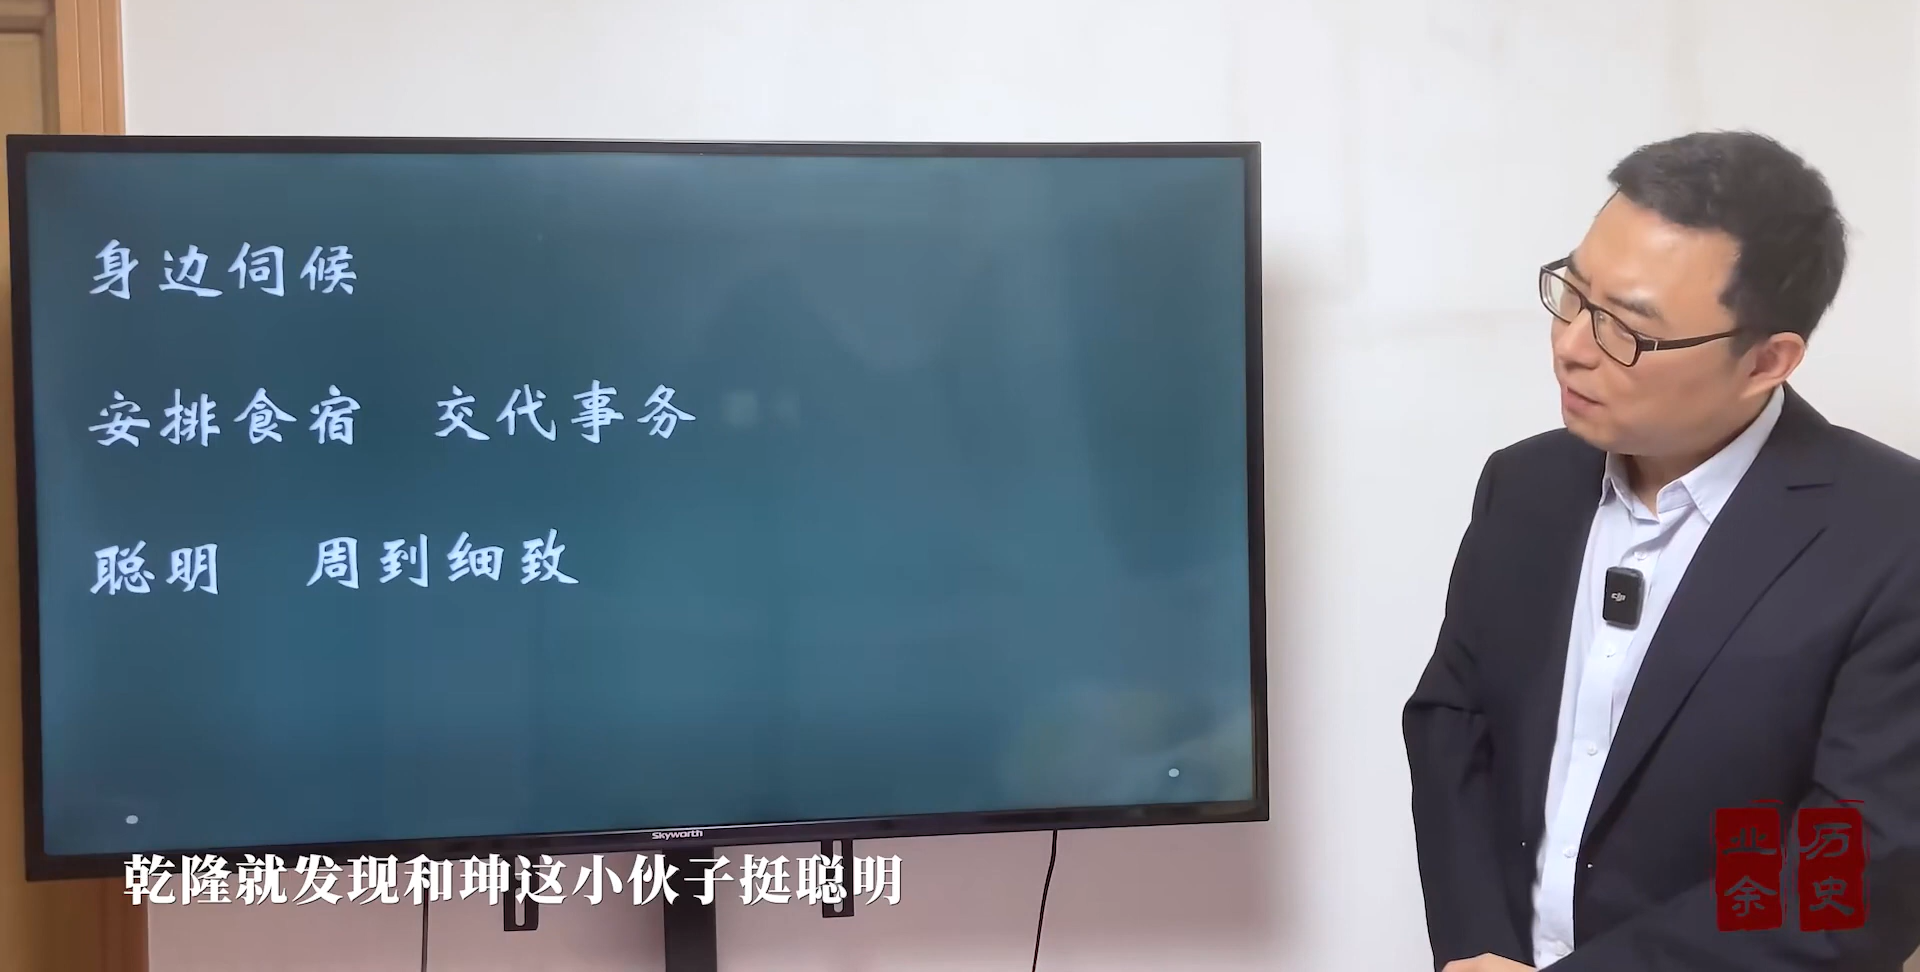 身边伺候
安排食宿 交代事务
聪明 周到细致
Skyworth
dji
乾隆就发现和珅这小伙子挺聪明
业余
历史